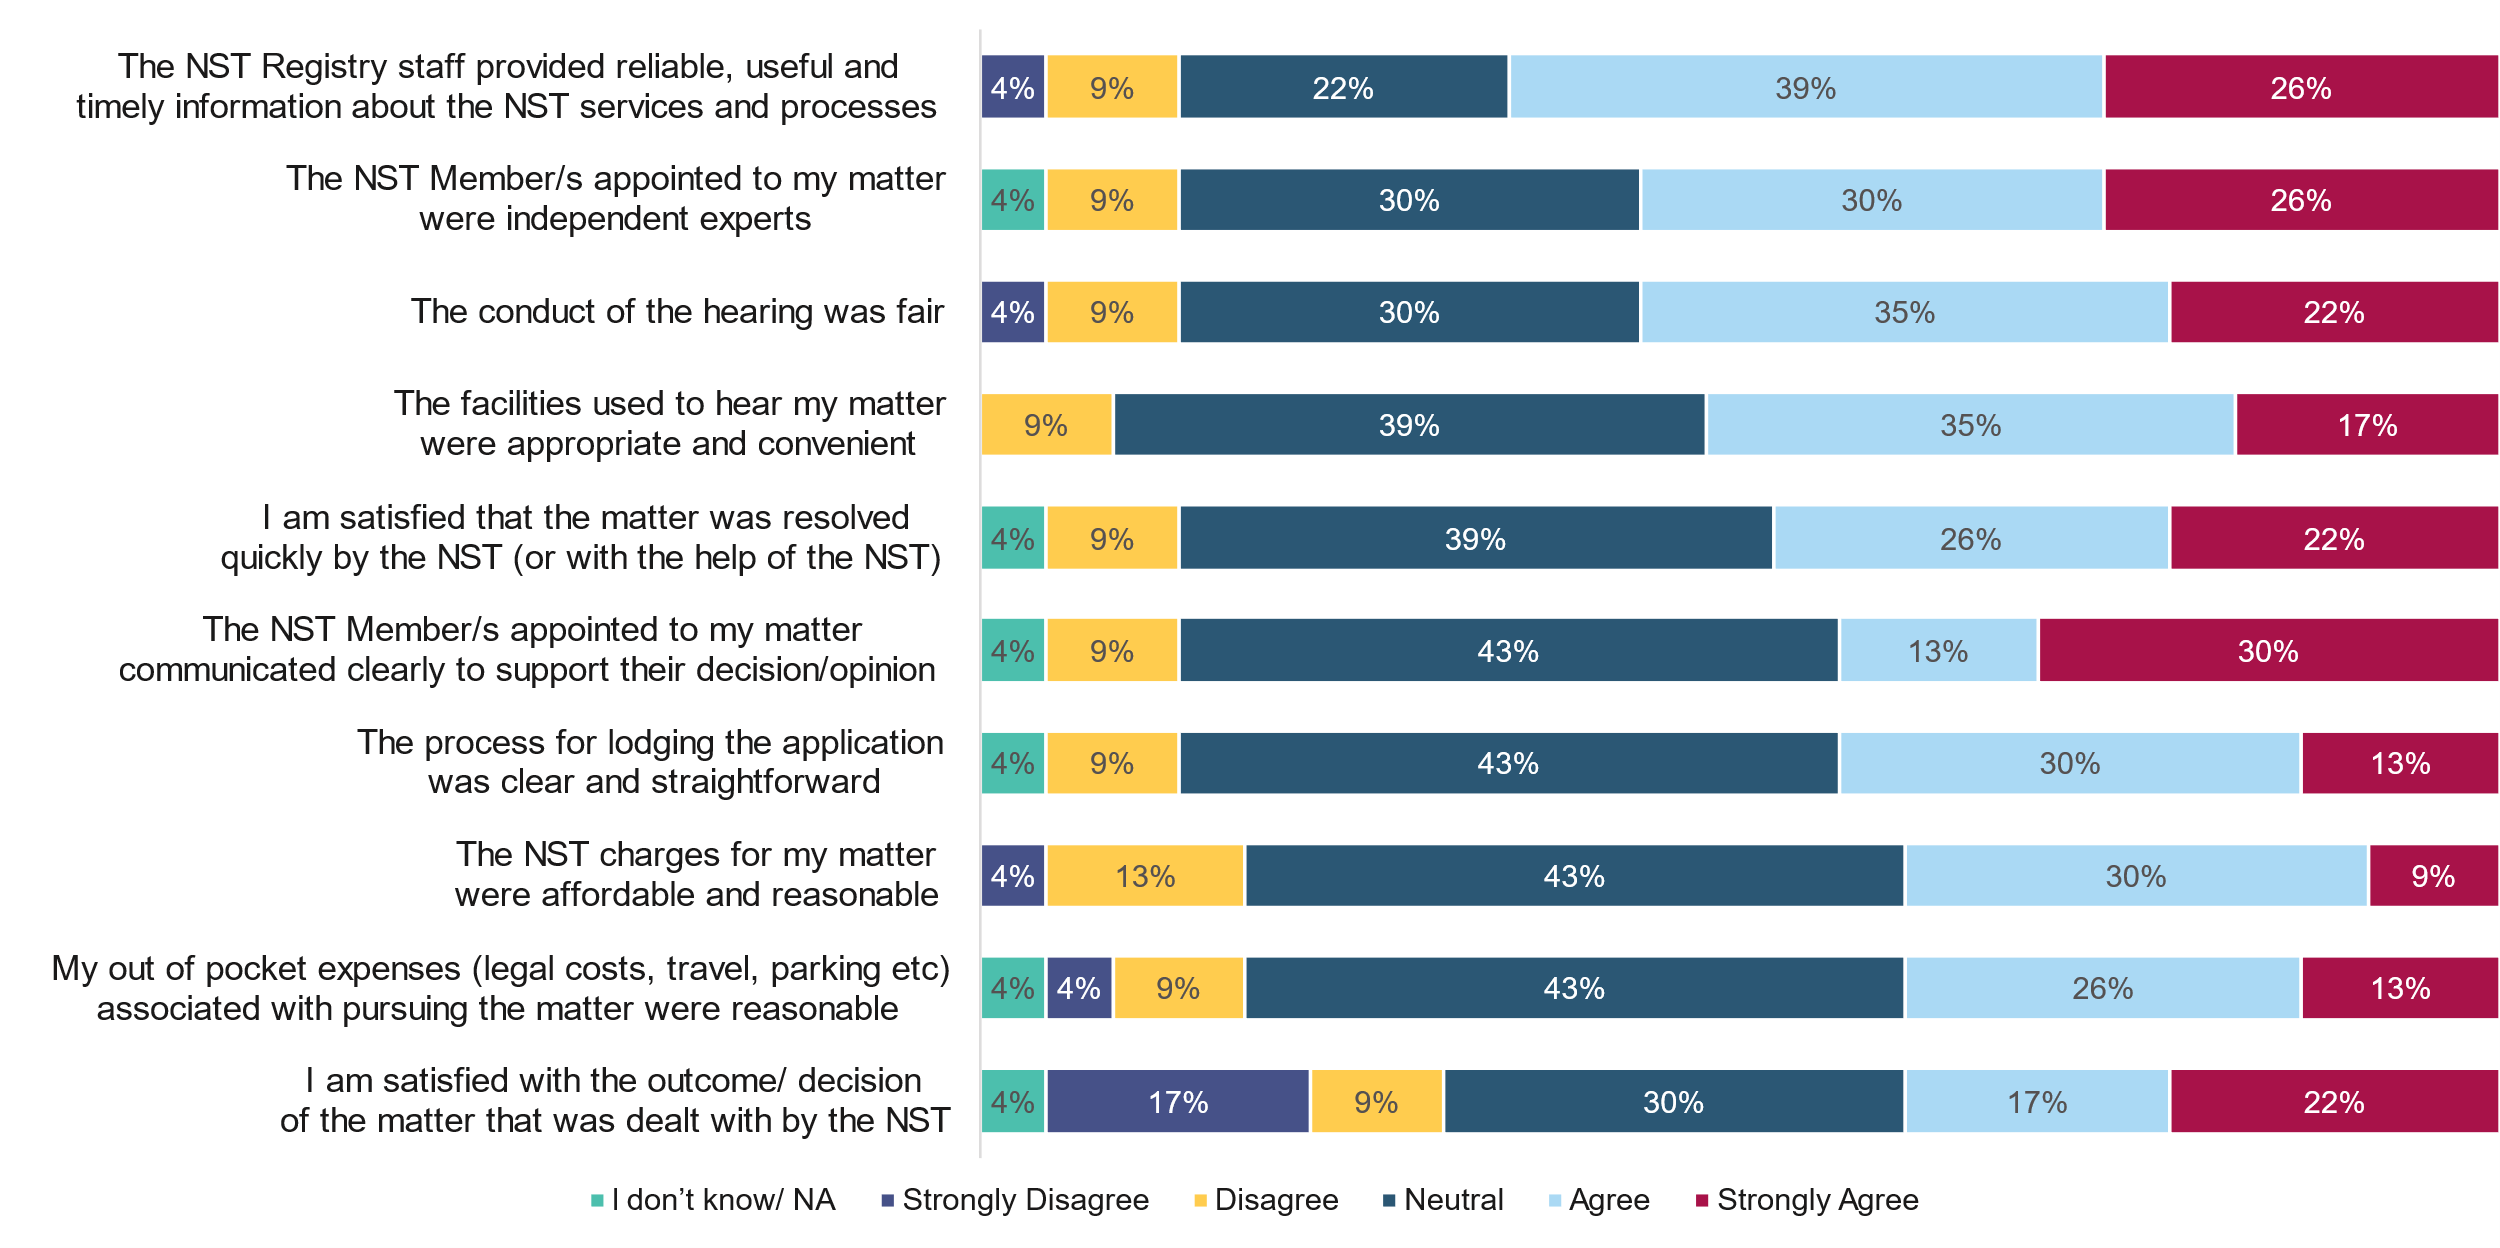 The NST Registry staff provided reliable, useful and
timely information about the NST services and processes
4% 9% 22% 39% 26%
The NST Member/s appointed to my matter
were independent experts
4% 9% 30% 30% 26%
The conduct of the hearing was fair
4% 9% 30% 35% 22%
The facilities used to hear my matter
were appropriate and convenient
9% 39% 35% 17%
I am satisfied that the matter was resolved
quickly by the NST (or with the help of the NST)
4% 9% 39% 26% 22%
The NST Member/s appointed to my matter
communicated clearly to support their decision/opinion
4% 9% 43% 13% 30%
The process for lodging the application
was clear and straightforward
4% 9% 43% 30% 13%
The NST charges for my matter
were affordable and reasonable
4% 13% 43% 30% 9%
My out of pocket expenses (legal costs, travel, parking etc)
associated with pursuing the matter were reasonable
4% 4% 9% 43% 26% 13%
I am satisfied with the outcome/ decision
of the matter that was dealt with by the NST
4% 17% 9% 30% 17% 22%
I don’t know/ NA Strongly Disagree Disagree Neutral Agree Strongly Agree